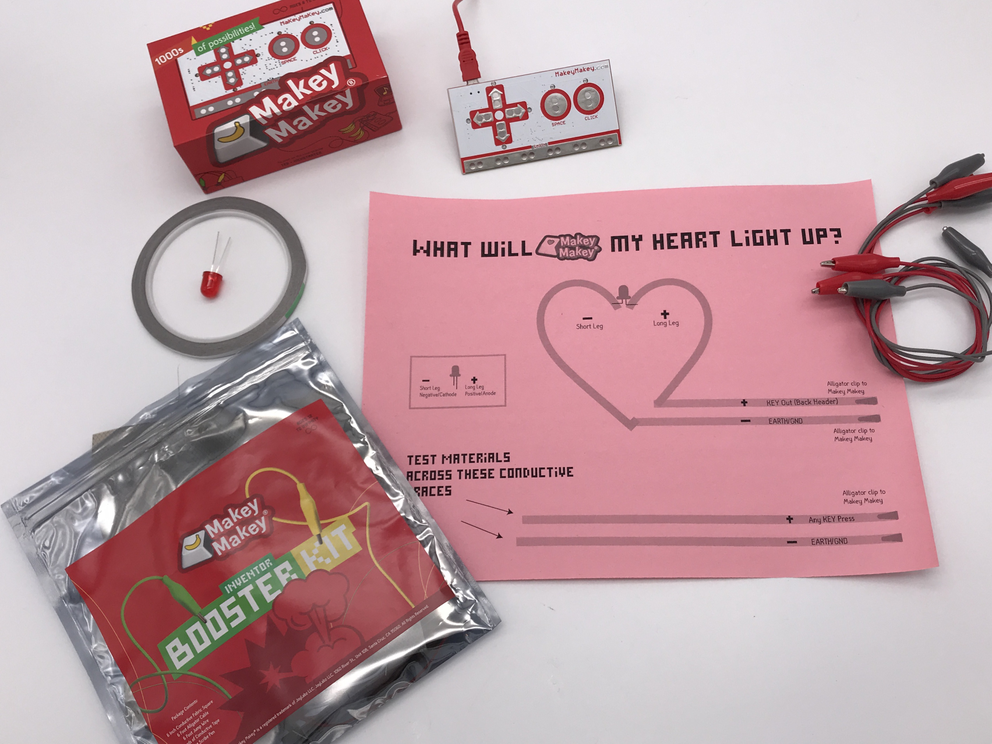 1000s
of possibilities!
MaKeyMaKey.com
SPACE
CLICK
Makey
Makey®
MaKeyMaKey.com
SPACE
CLICK
WHAT WILL Makey Makey MY HEART LIGHT UP?
−
Short Leg
+
Long Leg
−
Short Leg
Negative/Cathode
+
Long Leg
Positive/Anode
Alligator clip to
Makey Makey
+ KEY Out (Back Header)
− EARTH/GND
Alligator clip to
Makey Makey
TEST MATERIALS
ACROSS THESE CONDUCTIVE
RACES
Alligator clip to
Makey Makey
+ Any KEY Press
− EARTH/GND
Makey
Makey
INVENTOR
BOOSTER KIT
Package Contents